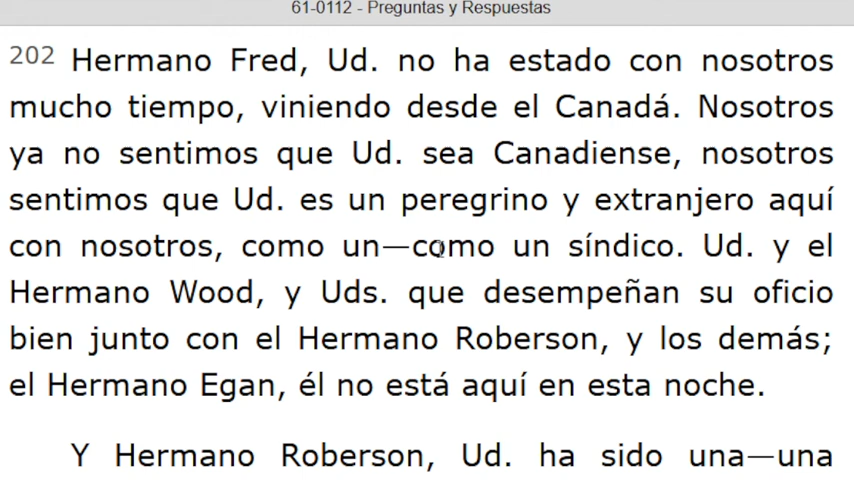 61-0112 - Preguntas y Respuestas
202 Hermano Fred, Ud. no ha estado con nosotros
mucho tiempo, viniendo desde el Canadá. Nosotros
ya no sentimos que Ud. sea Canadiense, nosotros
sentimos que Ud. es un peregrino y extranjero aquí
con nosotros, como un—como un síndico. Ud. y el
Hermano Wood, y Uds. que desempeñan su oficio
bien junto con el Hermano Roberson, y los demás;
el Hermano Egan, él no está aquí en esta noche.
Y Hermano Roberson, Ud. ha sido una—una